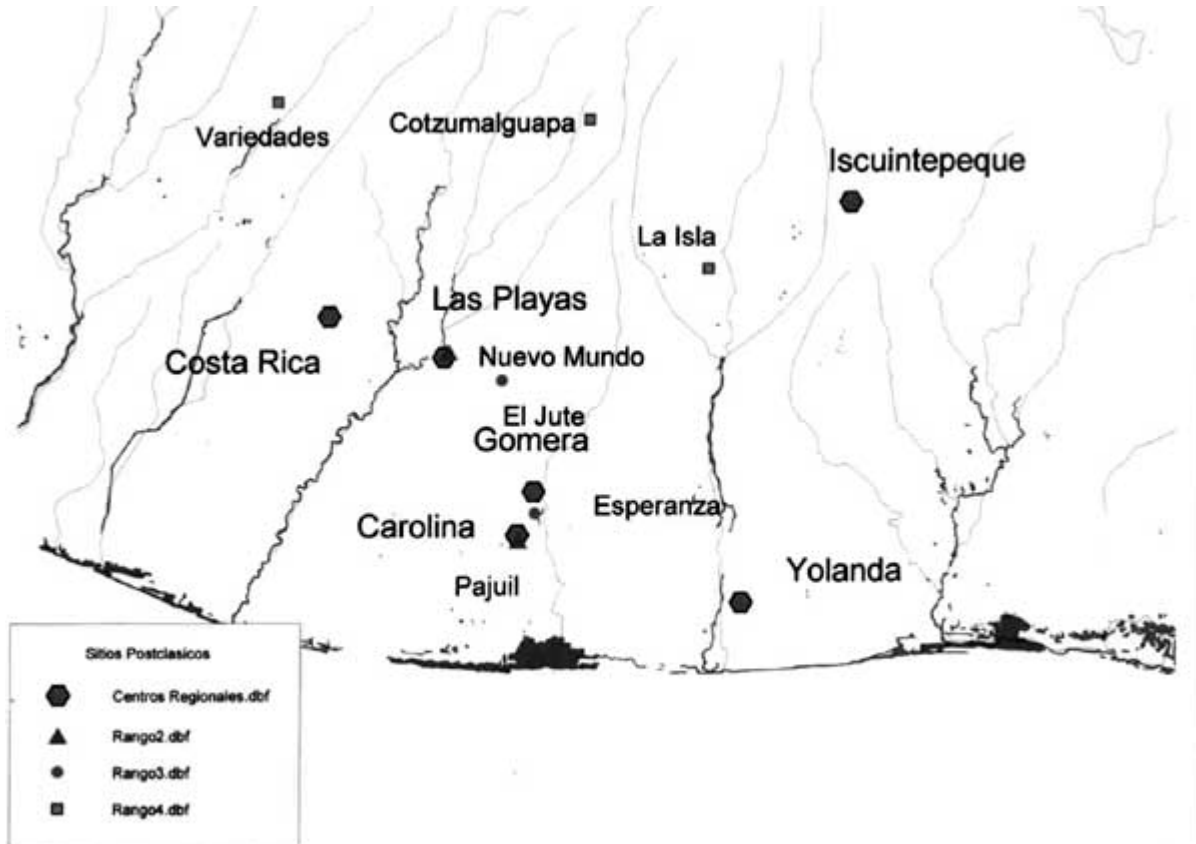 Variedades
Cotzumalguapa
Iscuintepeque
La Isla
Las Playas
Costa Rica
Nuevo Mundo
El Jute
Gomera
Esperanza
Carolina
Yolanda
Pajuil
Sitios Postclasicos
Centros Regionales.dbf
Rango2.dbf
Rango3.dbf
Rango4.dbf